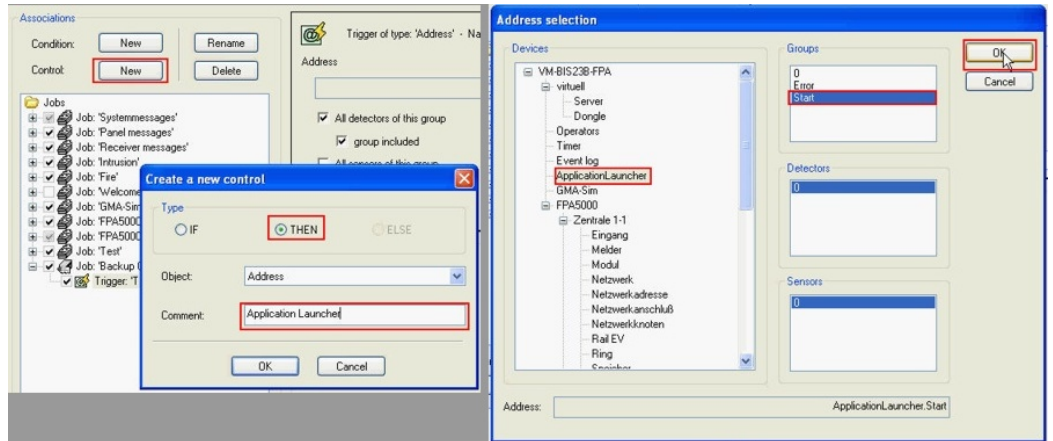 Associations
Condition: New Rename
Control: New Delete
Jobs
Job: 'Systemmessages'
Job: 'Panel messages'
Job: 'Receiver messages'
Job: 'Intrusion'
Job: 'Fire'
Job: 'Welcome
Job: 'GMA-Sim
Job: 'FPA5000
Job: 'FPA5000
Job: 'Test'
Job: 'Backup
Trigger: 'T
Trigger of type: 'Address' - Na
Address
All detectors of this group
group included
All sensors of this group
Create a new control
Type
IF THEN ELSE
Object: Address
Comment: Application Launcher
OK Cancel
Address selection
Devices
VM-BIS23B-FPA
virtuell
Server
Dongle
Operators
Timer
Event log
ApplicationLauncher
GMA-Sim
FPA5000
Zentrale 1-1
Eingang
Melder
Modul
Netzwerk
Netzwerkadresse
Netzwerkanschluß
Netzwerkknoten
Rail EV
Ring
Speicher
Groups
0
Error
Start
Detectors
0
Sensors
0
OK
Cancel
Address: ApplicationLauncher.Start